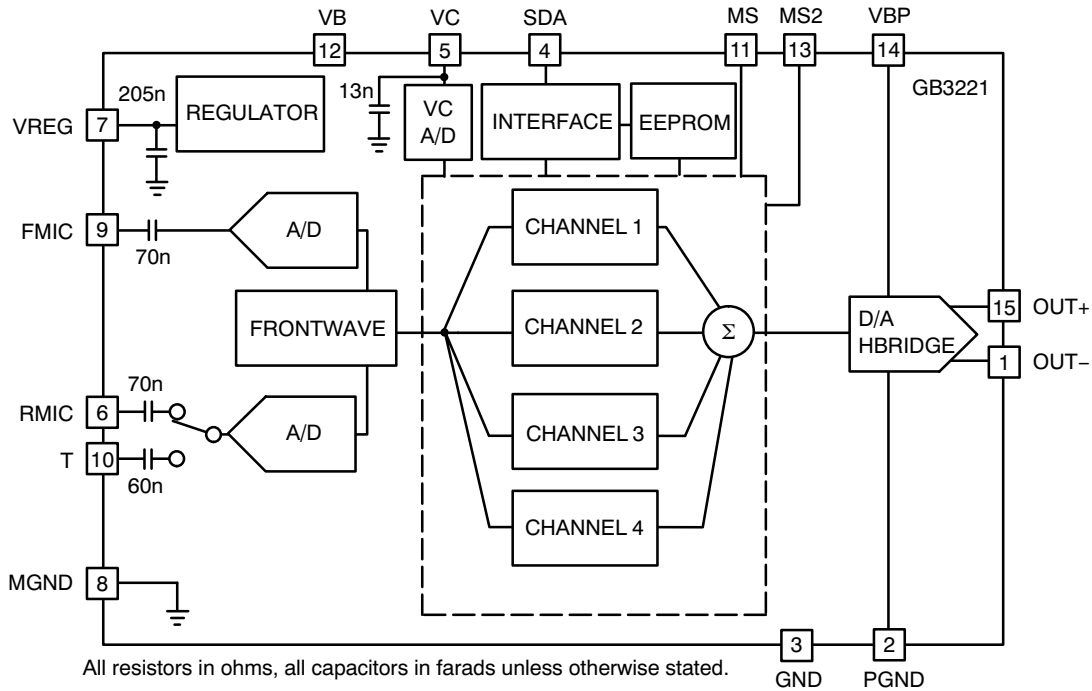 VB
VC
SDA
MS
MS2
VBP
12
5
4
11
13
14
GB3221
205n
REGULATOR
13n
VC
A/D
INTERFACE
EEPROM
VREG
7
FMIC
9
70n
A/D
CHANNEL 1
FRONTWAVE
CHANNEL 2
Σ
D/A
HBRIDGE
15
OUT+
1
OUT−
70n
RMIC
6
A/D
CHANNEL 3
T
10
60n
CHANNEL 4
MGND
8
3
2
All resistors in ohms, all capacitors in farads unless otherwise stated.
GND
PGND